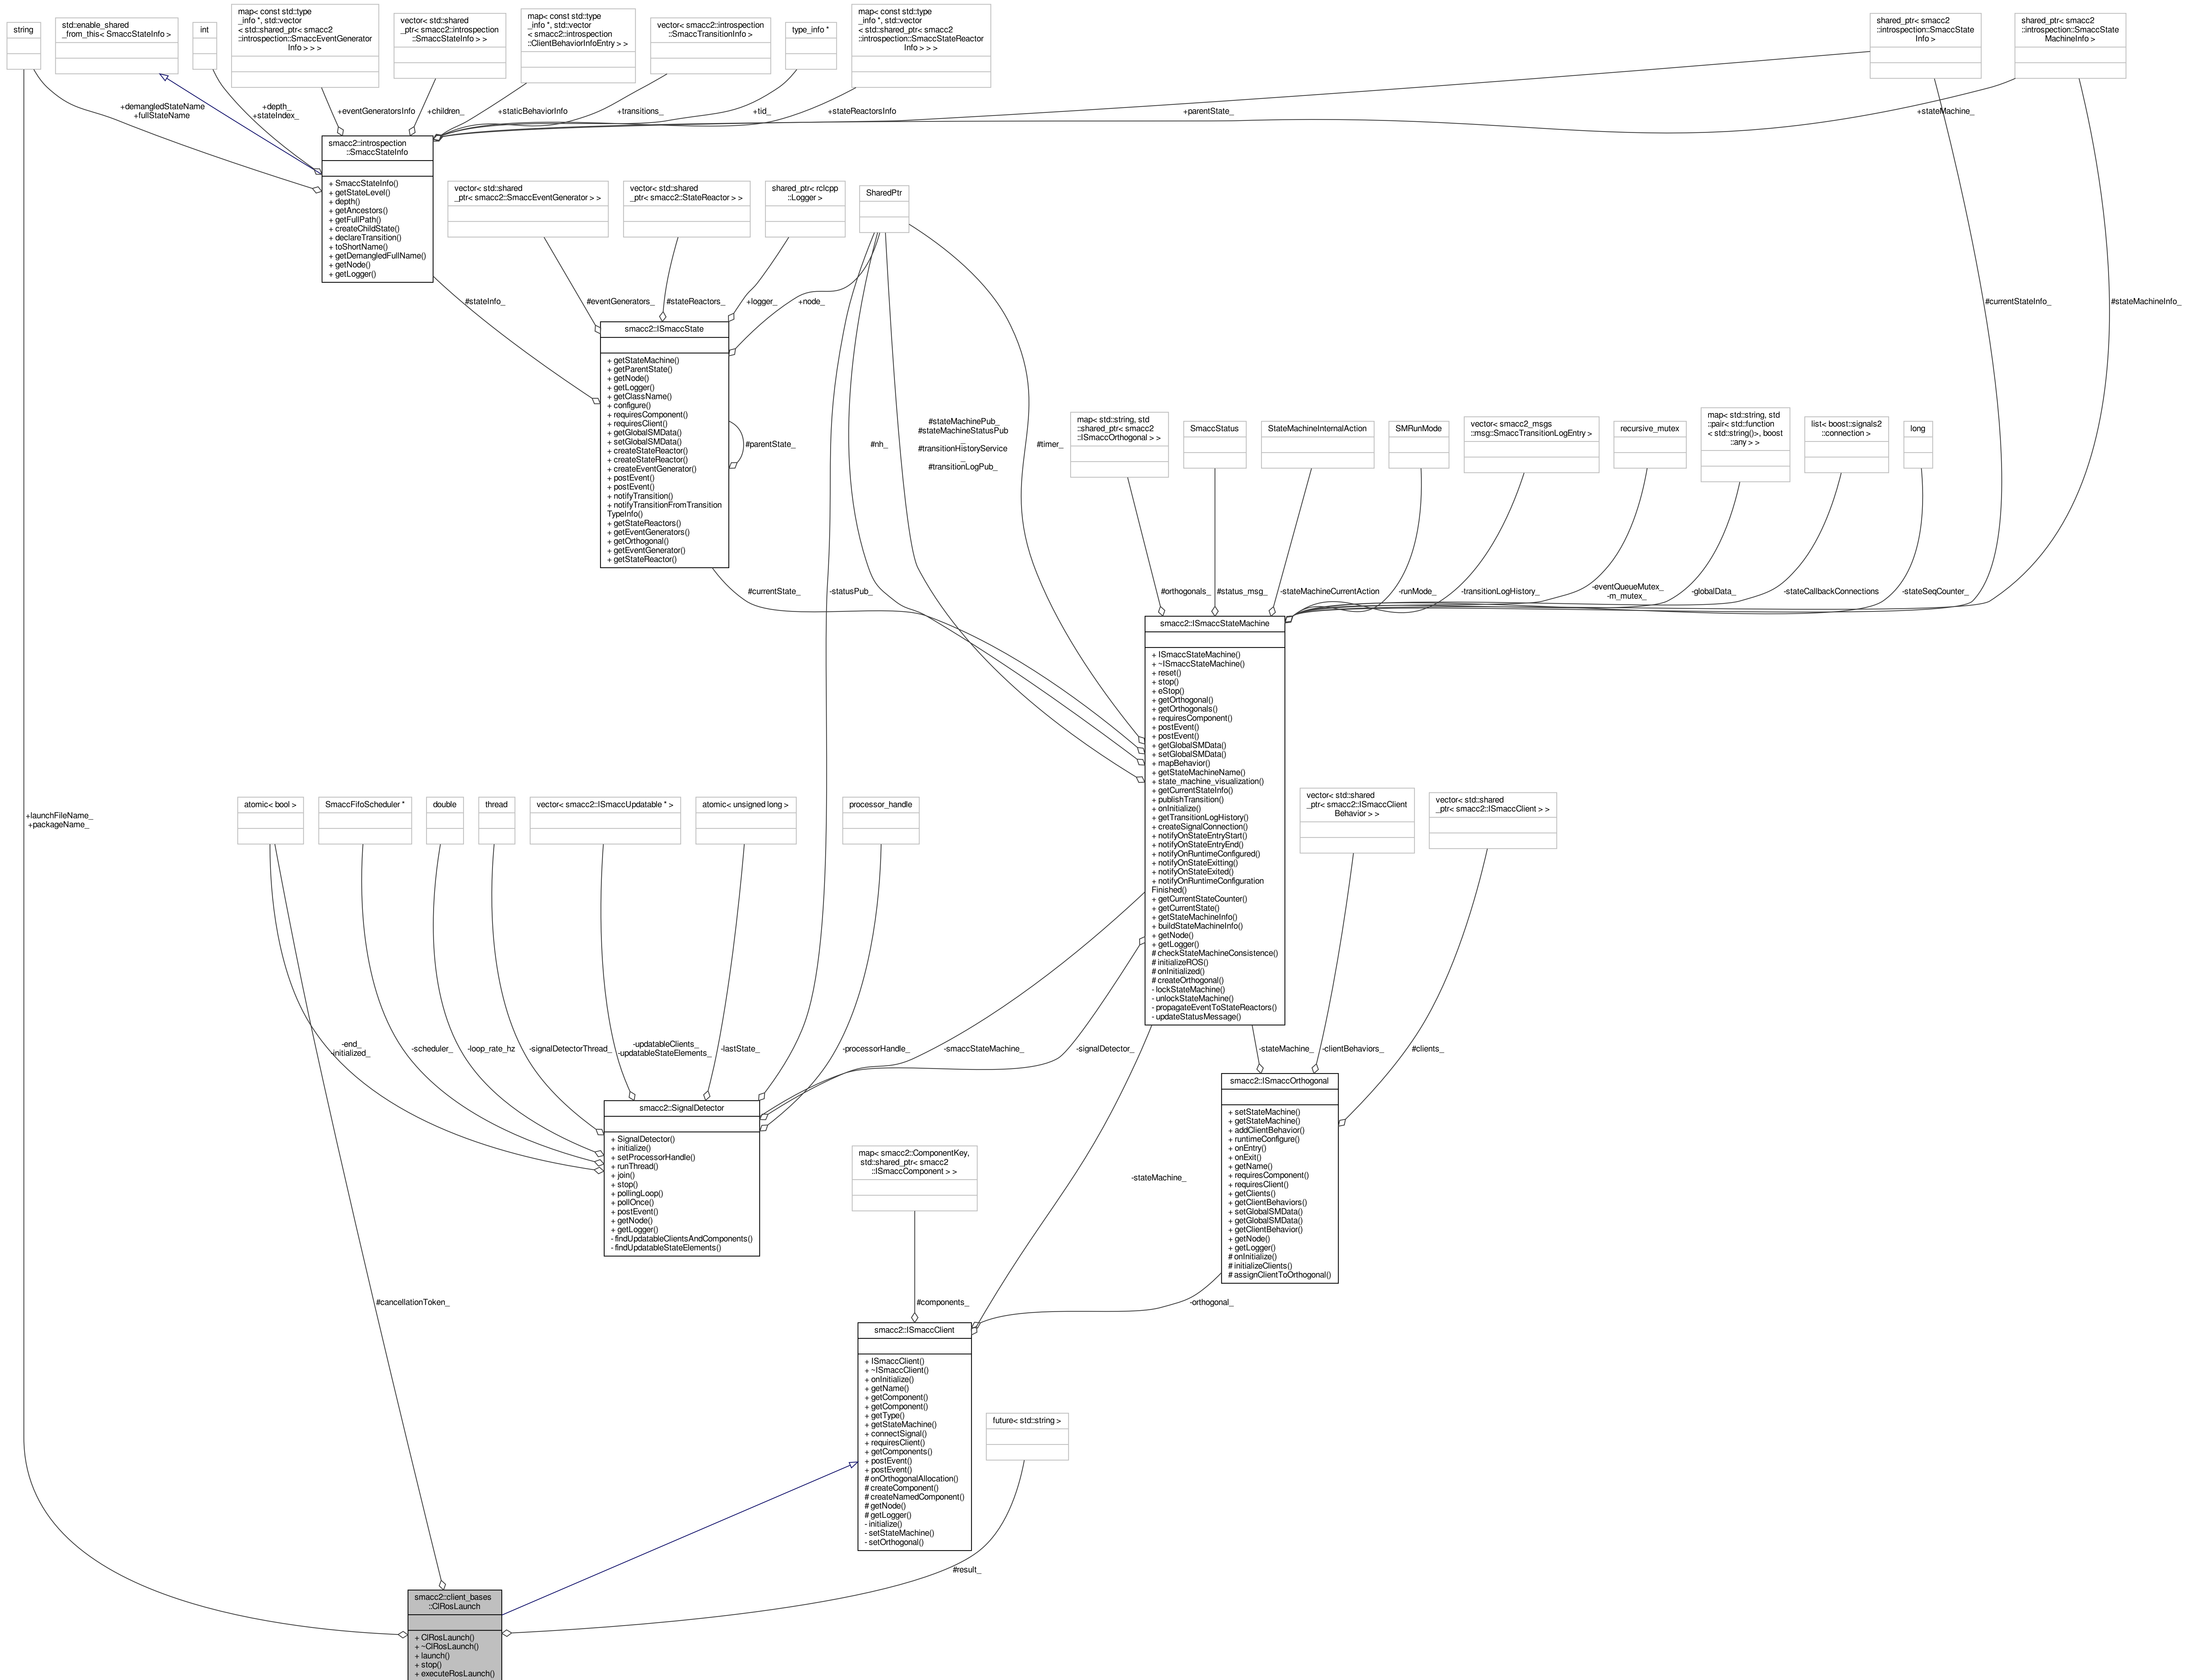 string
std::enable_shared
_from_this< SmaccStateInfo >
int
map< const std::type
_info *, std::vector
< std::shared_ptr< smacc2
::introspection::SmaccEventGenerator
Info > > >
vector< std::shared
_ptr< smacc2::introspection
::SmaccStateInfo > >
map< const std::type
_info *, std::vector
< smacc2::introspection
::ClientBehaviorInfoEntry > >
vector< smacc2::introspection
::SmaccTransitionInfo >
type_info *
map< const std::type
_info *, std::vector
< std::shared_ptr< smacc2
::introspection::SmaccStateReactor
Info > > >
shared_ptr< smacc2
::introspection::SmaccState
Info >
shared_ptr< smacc2
::introspection::SmaccState
MachineInfo >
+demangledStateName
+fullStateName
+depth_
+stateIndex_
+eventGeneratorsInfo
+children_
+staticBehaviorInfo
+transitions_
+tid_
+stateReactorsInfo
+parentState_
+stateMachine_
smacc2::introspection
::SmaccStateInfo
+ SmaccStateInfo()
+ getStateLevel()
+ depth()
+ getAncestors()
+ getFullPath()
+ createChildState()
+ declareTransition()
+ toShortName()
+ getDemangledFullName()
+ getNode()
+ getLogger()
vector< std::shared
_ptr< smacc2::SmaccEventGenerator > >
vector< std::shared
_ptr< smacc2::StateReactor > >
shared_ptr< rclcpp
::Logger >
SharedPtr
#stateInfo_
#eventGenerators_
#stateReactors_
+logger_
+node_
#currentStateInfo_
#stateMachineInfo_
smacc2::ISmaccState
+ getStateMachine()
+ getParentState()
+ getNode()
+ getLogger()
+ getClassName()
+ configure()
+ requiresComponent()
+ requiresClient()
+ getGlobalSMData()
+ setGlobalSMData()
+ createStateReactor()
+ createStateReactor()
+ createEventGenerator()
+ postEvent()
+ postEvent()
+ notifyTransition()
+ notifyTransitionFromTransition
TypeInfo()
+ getStateReactors()
+ getEventGenerators()
+ getOrthogonal()
+ getEventGenerator()
+ getStateReactor()
#parentState_
#nh_
#stateMachinePub_
#stateMachineStatusPub
_
#transitionHistoryService
_
#transitionLogPub_
#timer_
map< std::string, std
::shared_ptr< smacc2
::ISmaccOrthogonal > >
SmaccStatus
StateMachineInternalAction
SMRunMode
vector< smacc2_msgs
::msg::SmaccTransitionLogEntry >
recursive_mutex
map< std::string, std
::pair< std::function
< std::string()>, boost
::any > >
list< boost::signals2
::connection >
long
#currentState_
-statusPub_
#orthogonals_
#status_msg_
-stateMachineCurrentAction
-runMode_
-transitionLogHistory_
-eventQueueMutex_
-m_mutex_
-globalData_
-stateCallbackConnections
-stateSeqCounter_
smacc2::ISmaccStateMachine
+ ISmaccStateMachine()
+ ~ISmaccStateMachine()
+ reset()
+ stop()
+ eStop()
+ getOrthogonal()
+ getOrthogonals()
+ requiresComponent()
+ postEvent()
+ postEvent()
+ getGlobalSMData()
+ setGlobalSMData()
+ mapBehavior()
+ getStateMachineName()
+ state_machine_visualization()
+ getCurrentStateInfo()
+ publishTransition()
+ onInitialize()
+ getTransitionLogHistory()
+ createSignalConnection()
+ notifyOnStateEntryStart()
+ notifyOnStateEntryEnd()
+ notifyOnRuntimeConfigured()
+ notifyOnStateExitting()
+ notifyOnStateExited()
+ notifyOnRuntimeConfiguration
Finished()
+ getCurrentStateCounter()
+ getCurrentState()
+ getStateMachineInfo()
+ buildStateMachineInfo()
+ getNode()
+ getLogger()
# checkStateMachineConsistence()
# initializeROS()
# onInitialized()
# createOrthogonal()
- lockStateMachine()
- unlockStateMachine()
- propagateEventToStateReactors()
- updateStatusMessage()
+launchFileName_
+packageName_
atomic< bool >
SmaccFifoScheduler *
double
thread
vector< smacc2::ISmaccUpdatable * >
atomic< unsigned long >
processor_handle
vector< std::shared
_ptr< smacc2::ISmaccClient
Behavior > >
vector< std::shared
_ptr< smacc2::ISmaccClient > >
-end_
-initialized_
-scheduler_
-loop_rate_hz
-signalDetectorThread_
-updatableClients_
-updatableStateElements_
-lastState_
-processorHandle_
-smaccStateMachine_
-signalDetector_
-stateMachine_
-clientBehaviors_
#clients_
smacc2::SignalDetector
+ SignalDetector()
+ initialize()
+ setProcessorHandle()
+ runThread()
+ join()
+ stop()
+ pollingLoop()
+ pollOnce()
+ postEvent()
+ getNode()
+ getLogger()
- findUpdatableClientsAndComponents()
- findUpdatableStateElements()
smacc2::ISmaccOrthogonal
+ setStateMachine()
+ getStateMachine()
+ addClientBehavior()
+ runtimeConfigure()
+ onEntry()
+ onExit()
+ getName()
+ requiresComponent()
+ requiresClient()
+ getClients()
+ getClientBehaviors()
+ setGlobalSMData()
+ getGlobalSMData()
+ getClientBehavior()
+ getNode()
+ getLogger()
# onInitialize()
# initializeClients()
# assignClientToOrthogonal()
map< smacc2::ComponentKey,
std::shared_ptr< smacc2
::ISmaccComponent > >
-stateMachine_
#cancellationToken_
#components_
-orthogonal_
smacc2::ISmaccClient
+ ISmaccClient()
+ ~ISmaccClient()
+ onInitialize()
+ getName()
+ getComponent()
+ getComponent()
+ getType()
+ getStateMachine()
+ connectSignal()
+ requiresClient()
+ getComponents()
+ postEvent()
+ postEvent()
# onOrthogonalAllocation()
# createComponent()
# createNamedComponent()
# getNode()
# getLogger()
- initialize()
- setStateMachine()
- setOrthogonal()
future< std::string >
#result_
smacc2::client_bases
::ClRosLaunch
+ ClRosLaunch()
+ ~ClRosLaunch()
+ launch()
+ stop()
+ executeRosLaunch()